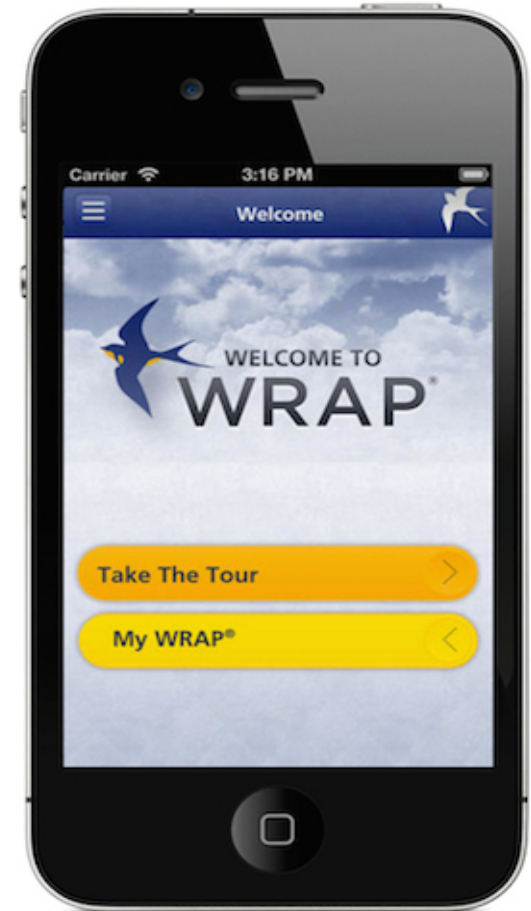 Carrier 3:16 PM
Welcome
WELCOME TO
WRAP®
Take The Tour
My WRAP®